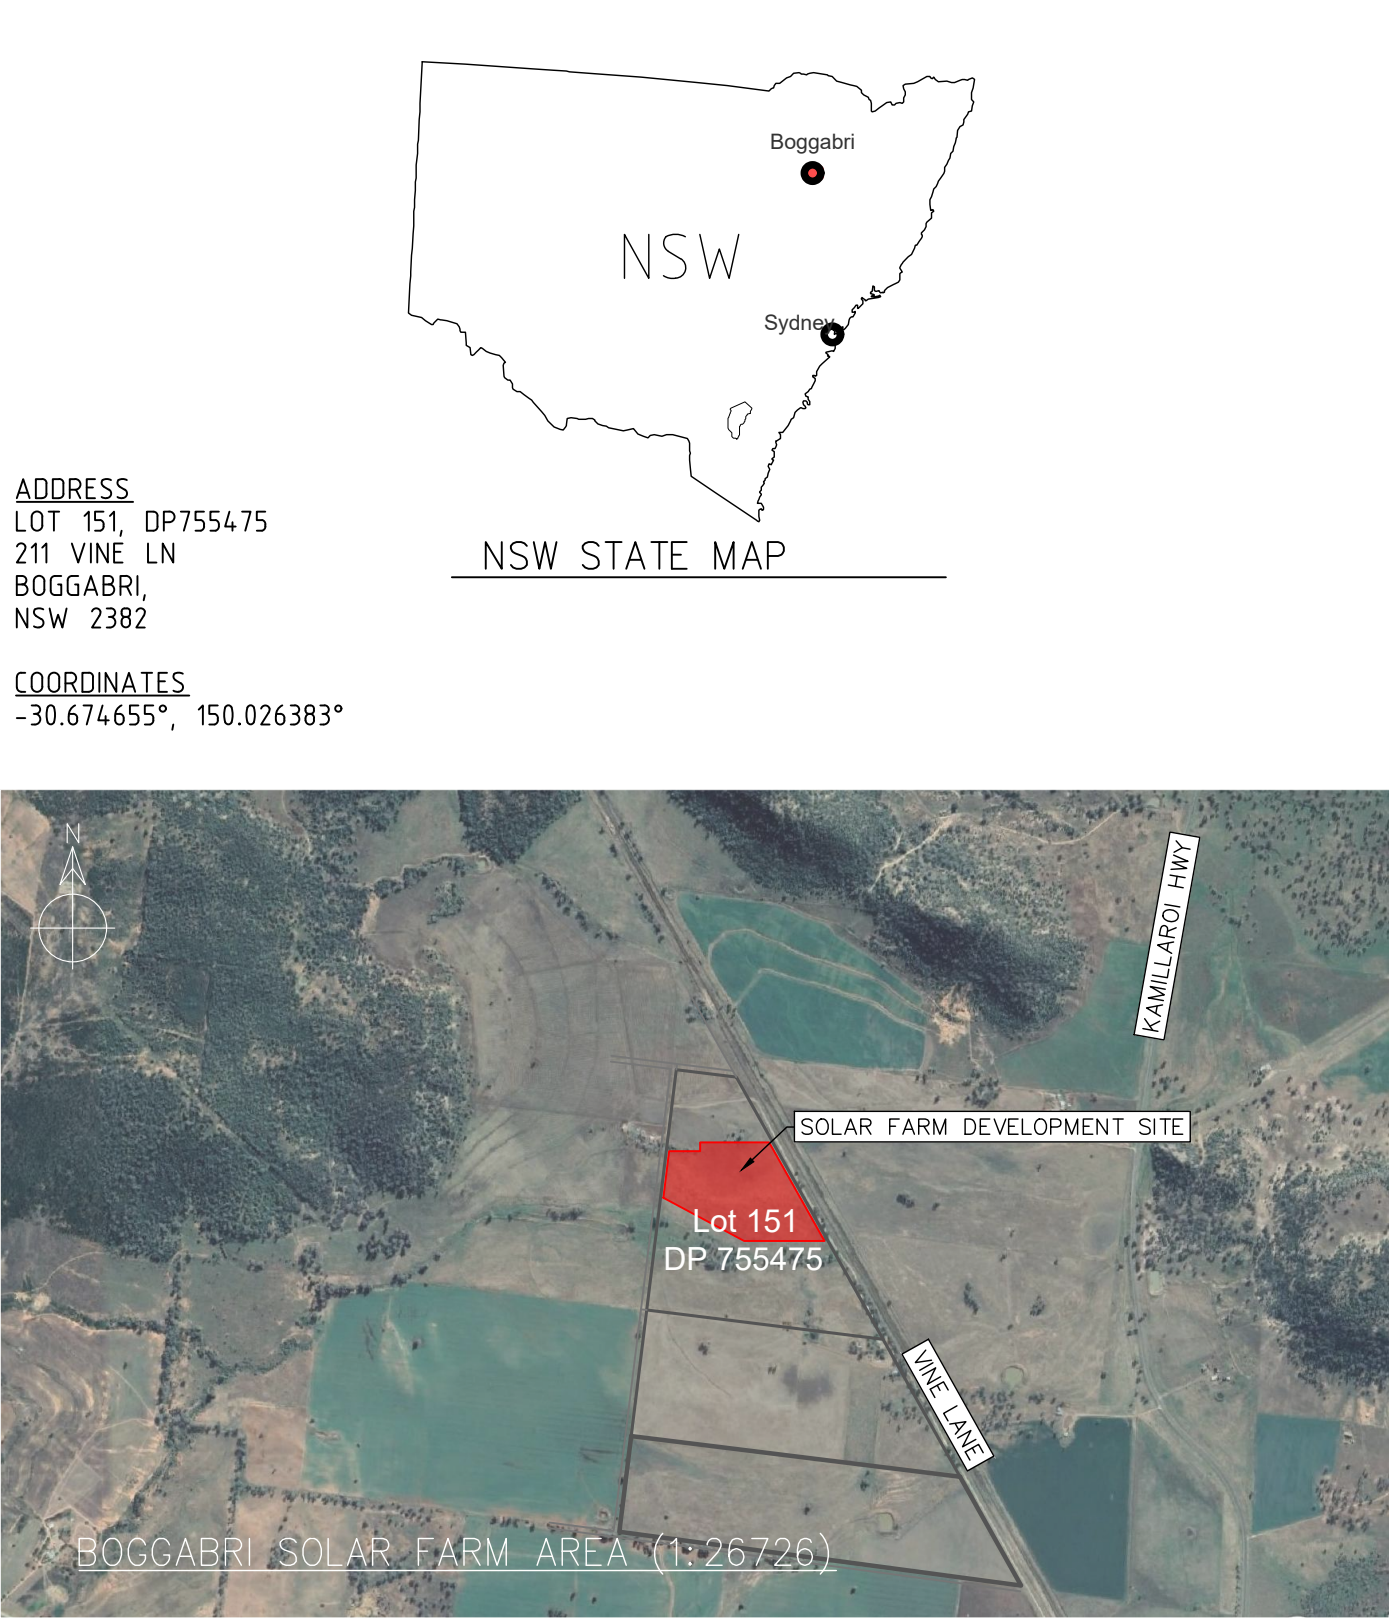 Boggabri
NSW
Sydney
ADDRESS
LOT 151, DP755475
211 VINE LN
BOGGABRI,
NSW 2382
NSW STATE MAP
COORDINATES
-30.674655°, 150.026383°
N
KAMILLAROI HWY
SOLAR FARM DEVELOPMENT SITE
Lot 151
DP 755475
VINE LANE
BOGGABRI SOLAR FARM AREA (1:26726)